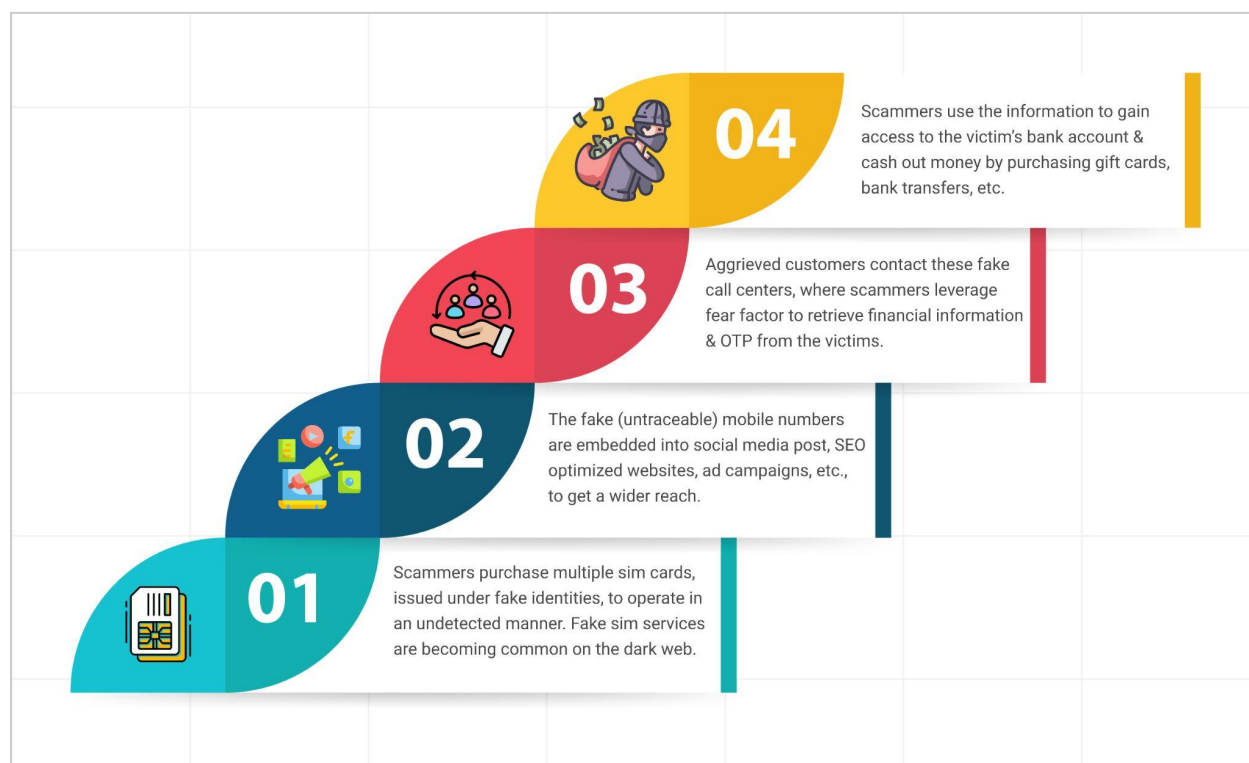 04
Scammers use the information to gain
access to the victim's bank account &
cash out money by purchasing gift cards,
bank transfers, etc.
03
Aggrieved customers contact these fake
call centers, where scammers leverage
fear factor to retrieve financial information
& OTP from the victims.
02
The fake (untraceable) mobile numbers
are embedded into social media post, SEO
optimized websites, ad campaigns, etc.,
to get a wider reach.
01
Scammers purchase multiple sim cards,
issued under fake identities, to operate in
an undetected manner. Fake sim services
are becoming common on the dark web.